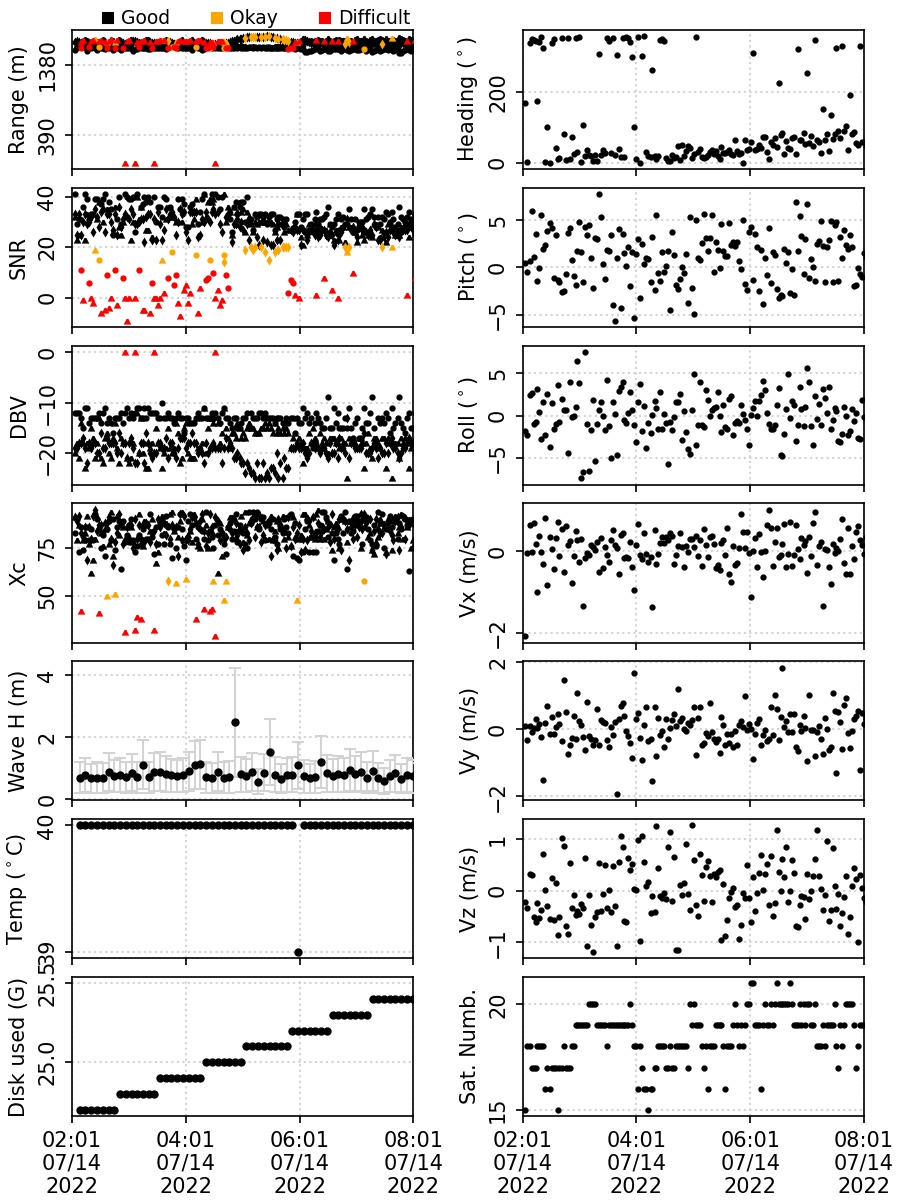 Good Okay Difficult
Range (m)
1380
390
Heading (°)
200
0
SNR
40
20
0
Pitch (°)
5
0
−5
DBV
0
−10
−20
Roll (°)
5
0
−5
Xc
75
50
Vx (m/s)
0
−2
Wave H (m)
4
2
0
Vy (m/s)
2
0
−2
Temp (°C)
40
39
Vz (m/s)
1
0
−1
Disk used (G)
25.5
25.0
Sat. Numb.
20
15
02:01 04:01 06:01 08:01 02:01 04:01 06:01 08:01
07/14 07/14 07/14 07/14 07/14 07/14 07/14 07/14
2022 2022 2022 2022 2022 2022 2022 2022